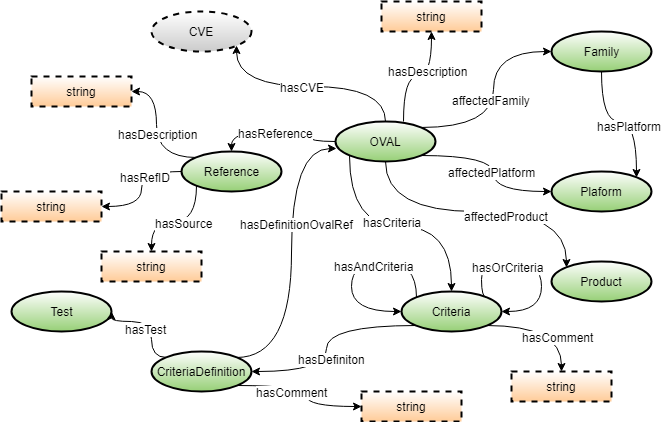 string
CVE
Family
hasDescription
hasCVE
string
affectedFamily
hasPlatform
hasDescription
hasReference
OVAL
Reference
hasRefID
affectedPlatform
Plaform
string
hasSource
hasDefinitionOvalRef
hasCriteria
affectedProduct
string
hasAndCriteria
hasOrCriteria
Product
Test
Criteria
hasTest
hasComment
hasDefiniton
CriteriaDefinition
hasComment
string
string